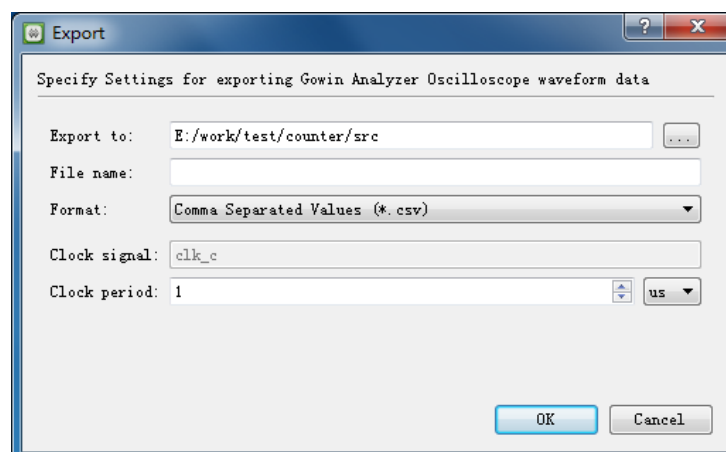 Export
Specify Settings for exporting Gowin Analyzer Oscilloscope waveform data
Export to: E:/work/test/counter/src ...
File name:
Format: Comma Separated Values (*.csv)
Clock signal: clk_c
Clock period: 1 us
OK Cancel